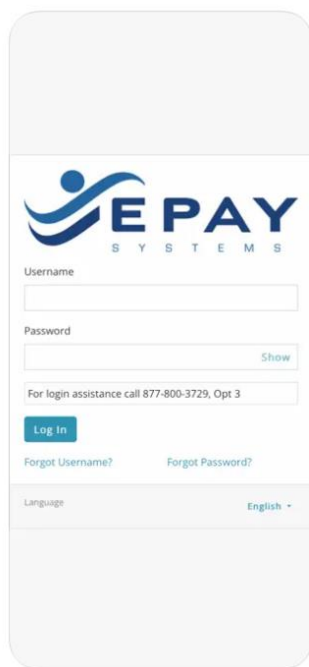 EPAY
SYSTEMS
Username
Password
Show
For login assistance call 877-800-3729, Opt 3
Log In
Forgot Username? Forgot Password?
Language English